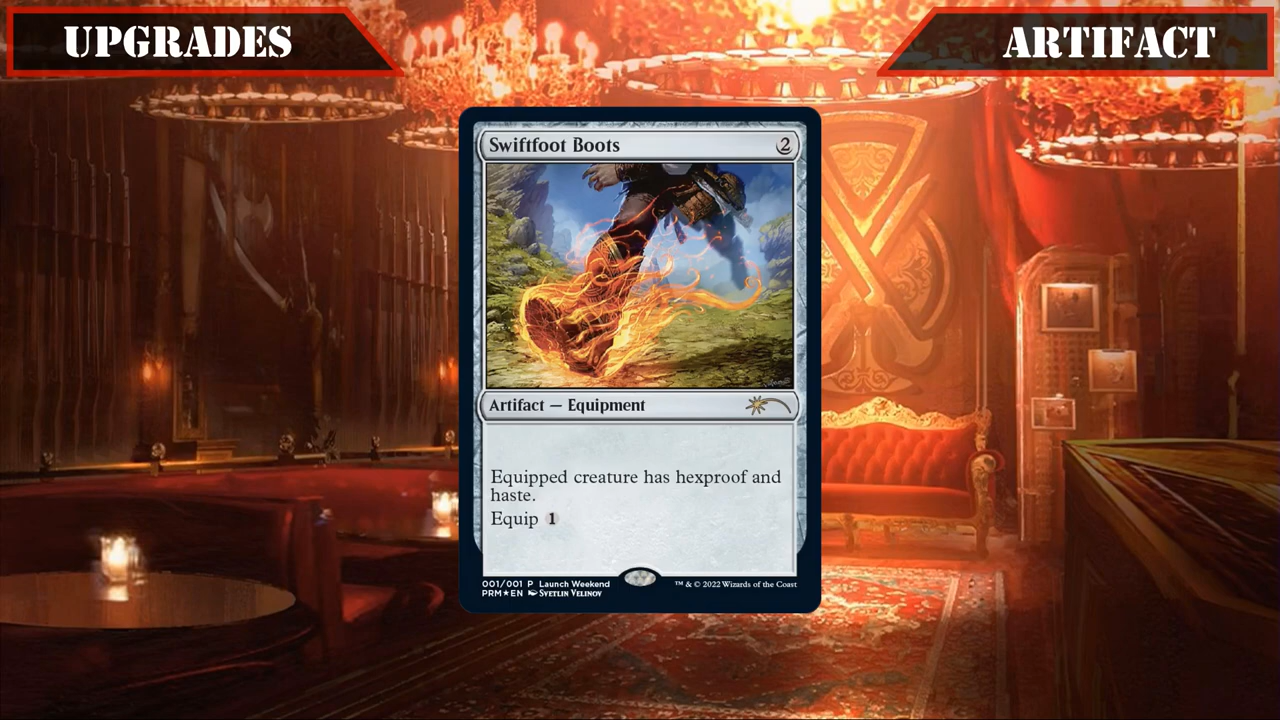 UPGRADES
ARTIFACT
Swiftfoot Boots 2
Artifact — Equipment
Equipped creature has hexproof and
haste.
Equip 1
001/001 P Launch Weekend
PRM★EN Svetlin Velinov
™ & © 2022 Wizards of the Coast